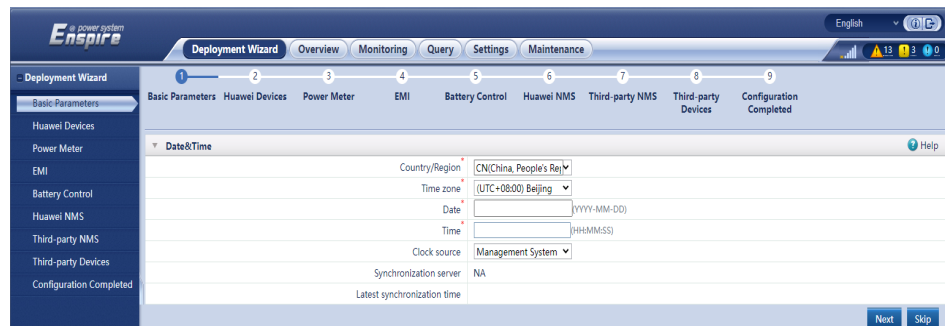 e power system
Enspire
English
Deployment Wizard Overview Monitoring Query Settings Maintenance
13 3 0
Deployment Wizard
Basic Parameters
Huawei Devices
Power Meter
EMI
Battery Control
Huawei NMS
Third-party NMS
Third-party Devices
Configuration Completed
1 2 3 4 5 6 7 8 9
Basic Parameters Huawei Devices Power Meter EMI Battery Control Huawei NMS Third-party NMS Third-party Configuration
Devices Completed
Date&Time Help
Country/Region * CN(China, People's Rep
Time zone * (UTC+08:00) Beijing
Date * (YYYY-MM-DD)
Time * (HH:MM:SS)
Clock source Management System
Synchronization server NA
Latest synchronization time
Next Skip